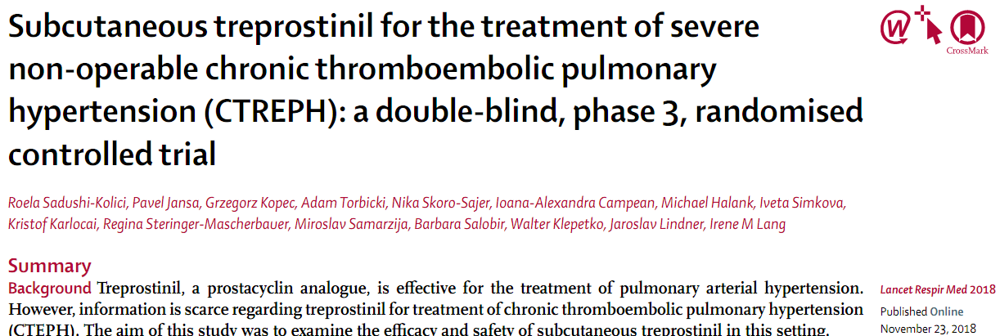 Subcutaneous treprostinil for the treatment of severe
non-operable chronic thromboembolic pulmonary
hypertension (CTREPH): a double-blind, phase 3, randomised
controlled trial
W
CrossMark
Roela Sadushi-Kolici, Pavel Jansa, Grzegorz Kopec, Adam Torbicki, Nika Skoro-Sajer, Ioana-Alexandra Campean, Michael Halank, Iveta Simkova,
Kristof Karlocai, Regina Steringer-Mascherbauer, Miroslav Samarzija, Barbara Salobir, Walter Klepetko, Jaroslav Lindner, Irene M Lang
Summary
Background Treprostinil, a prostacyclin analogue, is effective for the treatment of pulmonary arterial hypertension.
However, information is scarce regarding treprostinil for treatment of chronic thromboembolic pulmonary hypertension
(CTEPH). The aim of this study was to examine the efficacy and safety of subcutaneous treprostinil in this setting.
Lancet Respir Med 2018
Published Online
November 23, 2018